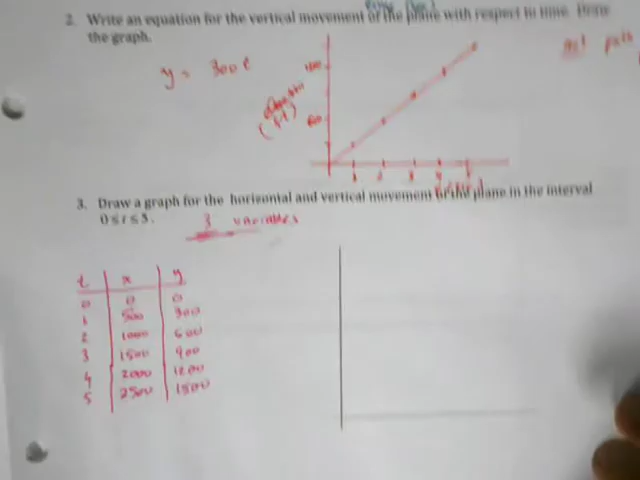 2. Write an equation for the vertical movement of the plane with respect to time. Draw
the graph.
y = 300t
3. Draw a graph for the horizontal and vertical movement of the plane in the interval
0 ≤ t ≤ 5.
3 variables
t x y
0 0 0
1 500 300
2 1000 600
3 1500 900
4 2000 1200
5 2500 1500